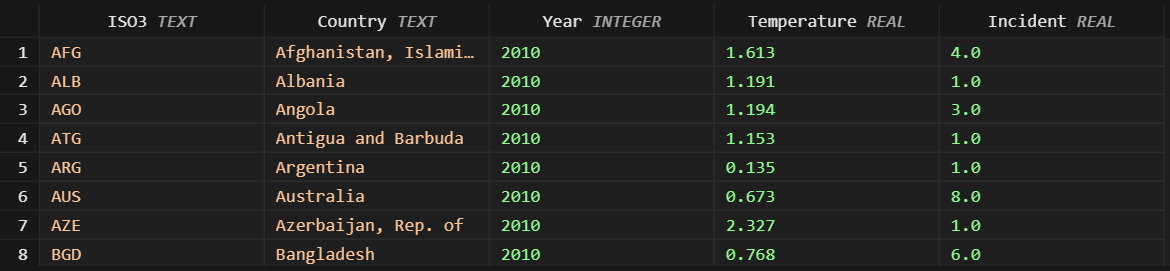 ISO3 TEXT Country TEXT Year INTEGER Temperature REAL Incident REAL
1 AFG Afghanistan, Islami… 2010 1.613 4.0
2 ALB Albania 2010 1.191 1.0
3 AGO Angola 2010 1.194 3.0
4 ATG Antigua and Barbuda 2010 1.153 1.0
5 ARG Argentina 2010 0.135 1.0
6 AUS Australia 2010 0.673 8.0
7 AZE Azerbaijan, Rep. of 2010 2.327 1.0
8 BGD Bangladesh 2010 0.768 6.0